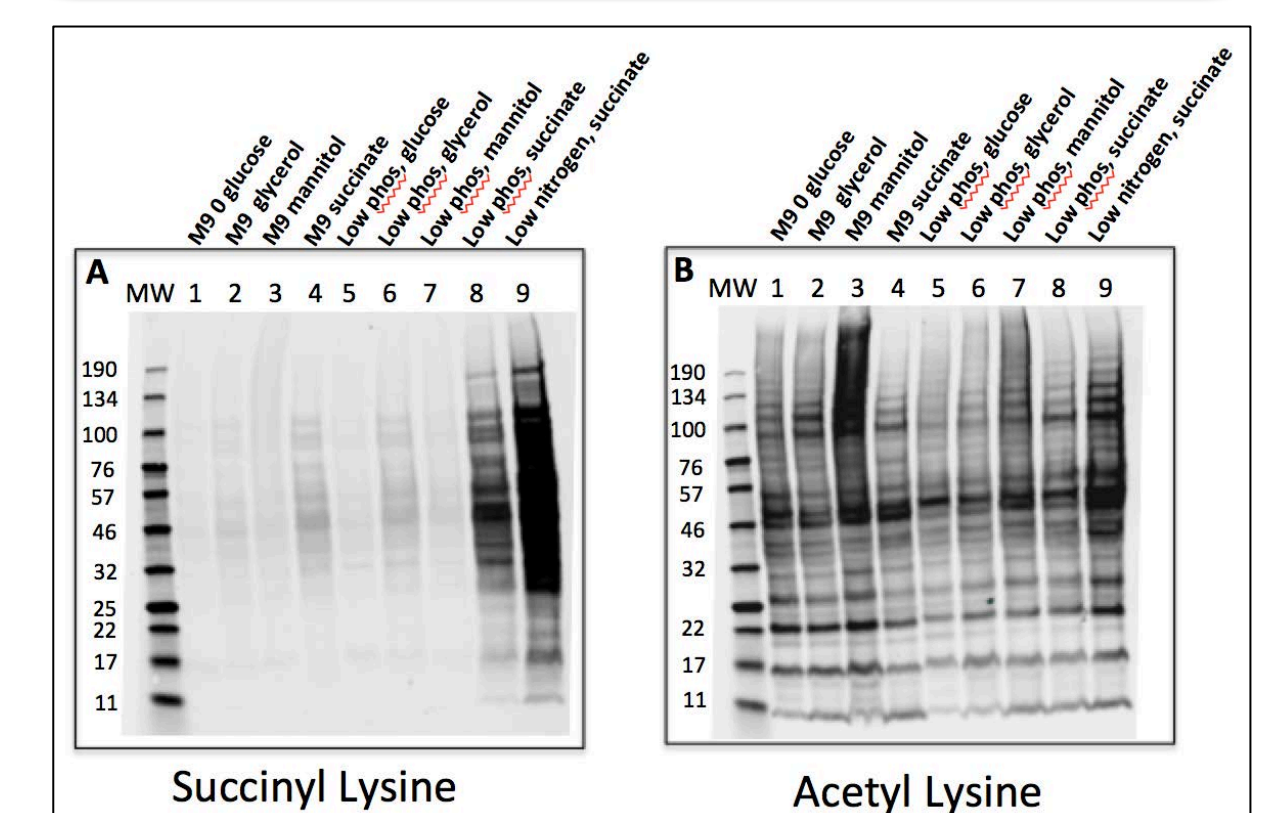 M9 0 glucose
M9 glycerol
M9 mannitol
M9 succinate
Low phos, glucose
Low phos, glycerol
Low phos, mannitol
Low phos, succinate
Low nitrogen, succinate
A
MW 1 2 3 4 5 6 7 8 9
190
134
100
76
57
46
32
25
22
17
11
Succinyl Lysine
M9 0 glucose
M9 glycerol
M9 mannitol
M9 succinate
Low phos, glucose
Low phos, glycerol
Low phos, mannitol
Low phos, succinate
Low nitrogen, succinate
B
MW 1 2 3 4 5 6 7 8 9
190
134
100
76
57
46
32
22
17
11
Acetyl Lysine